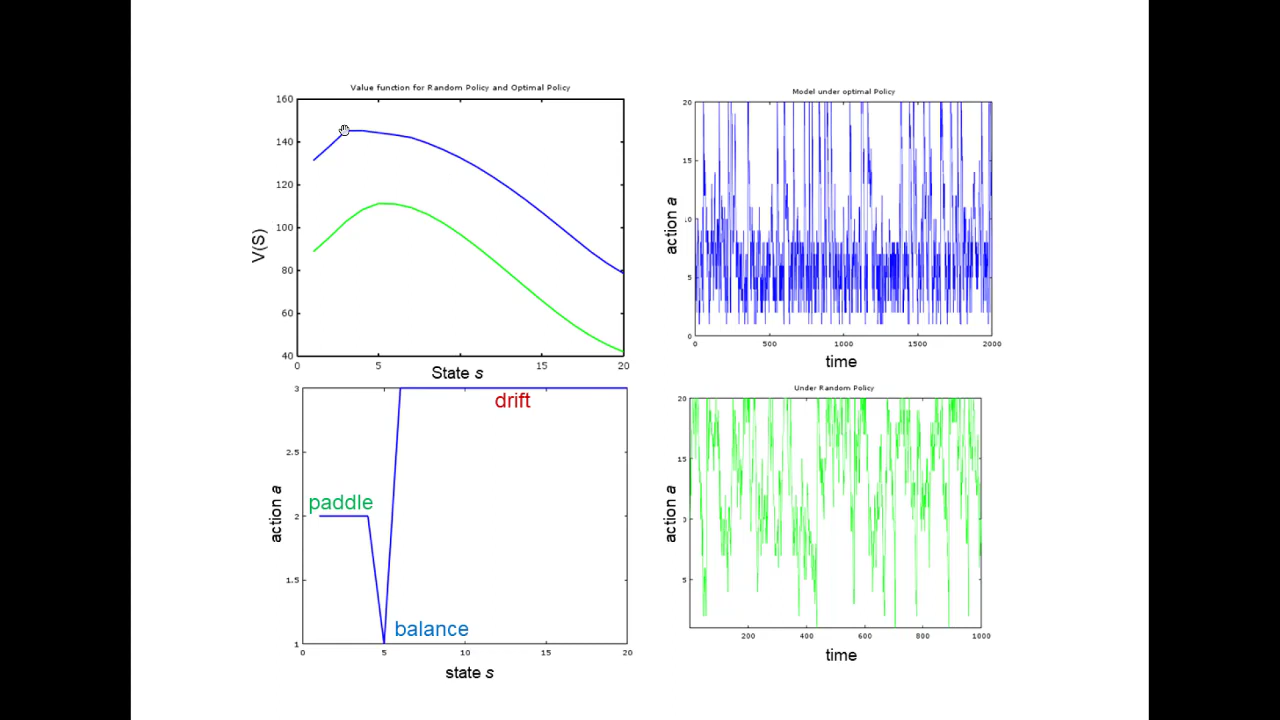 Value function for Random Policy and Optimal Policy
160
140
120
100
80
60
40
V(S)
0
5
15
20
State s
Model under optimal Policy
20
15
10
5
0
action a
0
500
1000
1500
2000
time
3
2.5
2
1.5
1
action a
drift
paddle
balance
0
5
10
15
20
state s
Under Random Policy
20
15
5
action a
200
400
600
800
1000
time